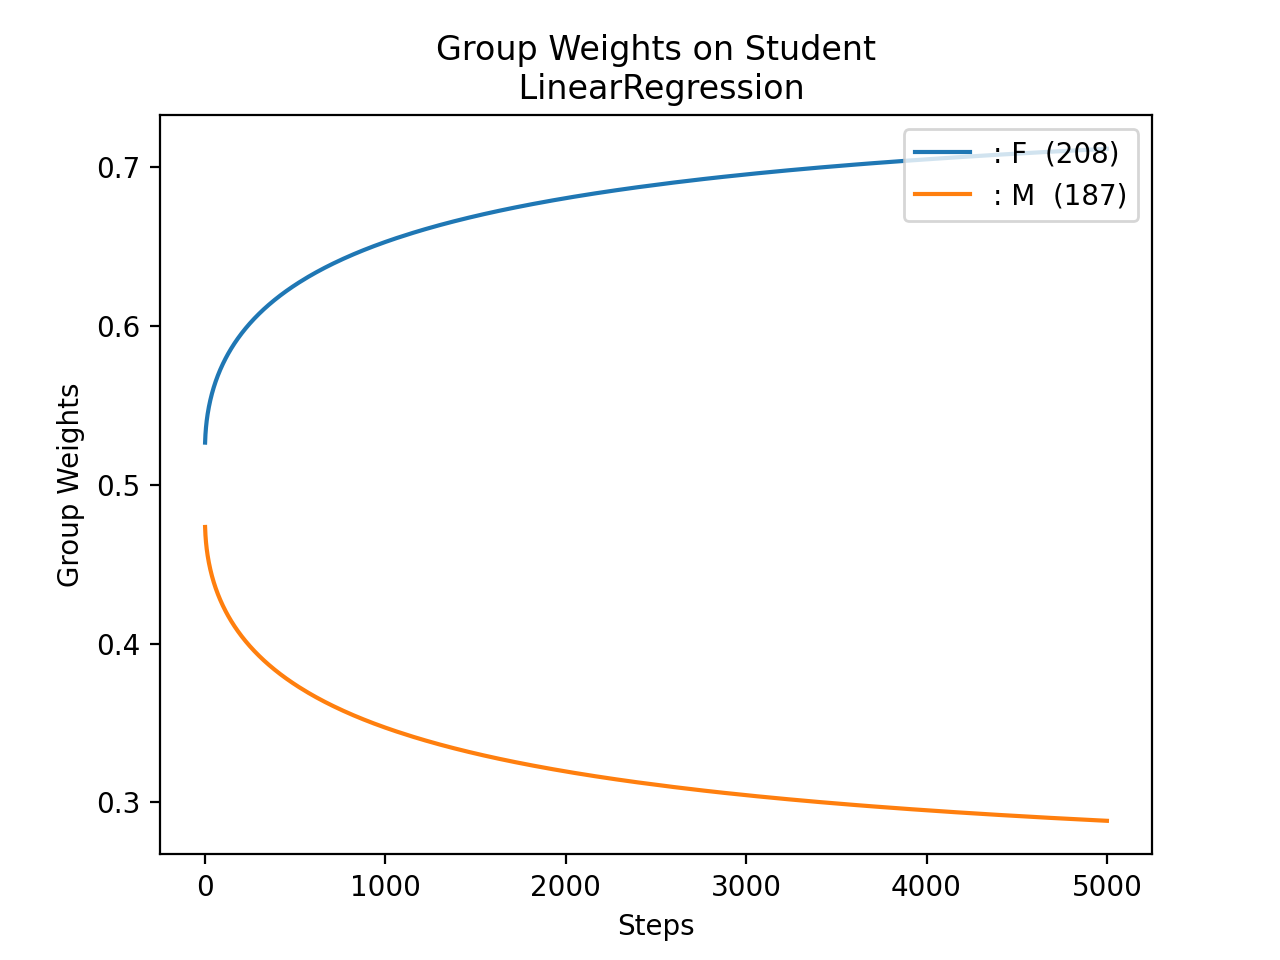 Group Weights on Student
LinearRegression
: F (208)
: M (187)
0.7
0.6
0.5
0.4
0.3
Group Weights
0 1000 2000 3000 4000 5000
Steps